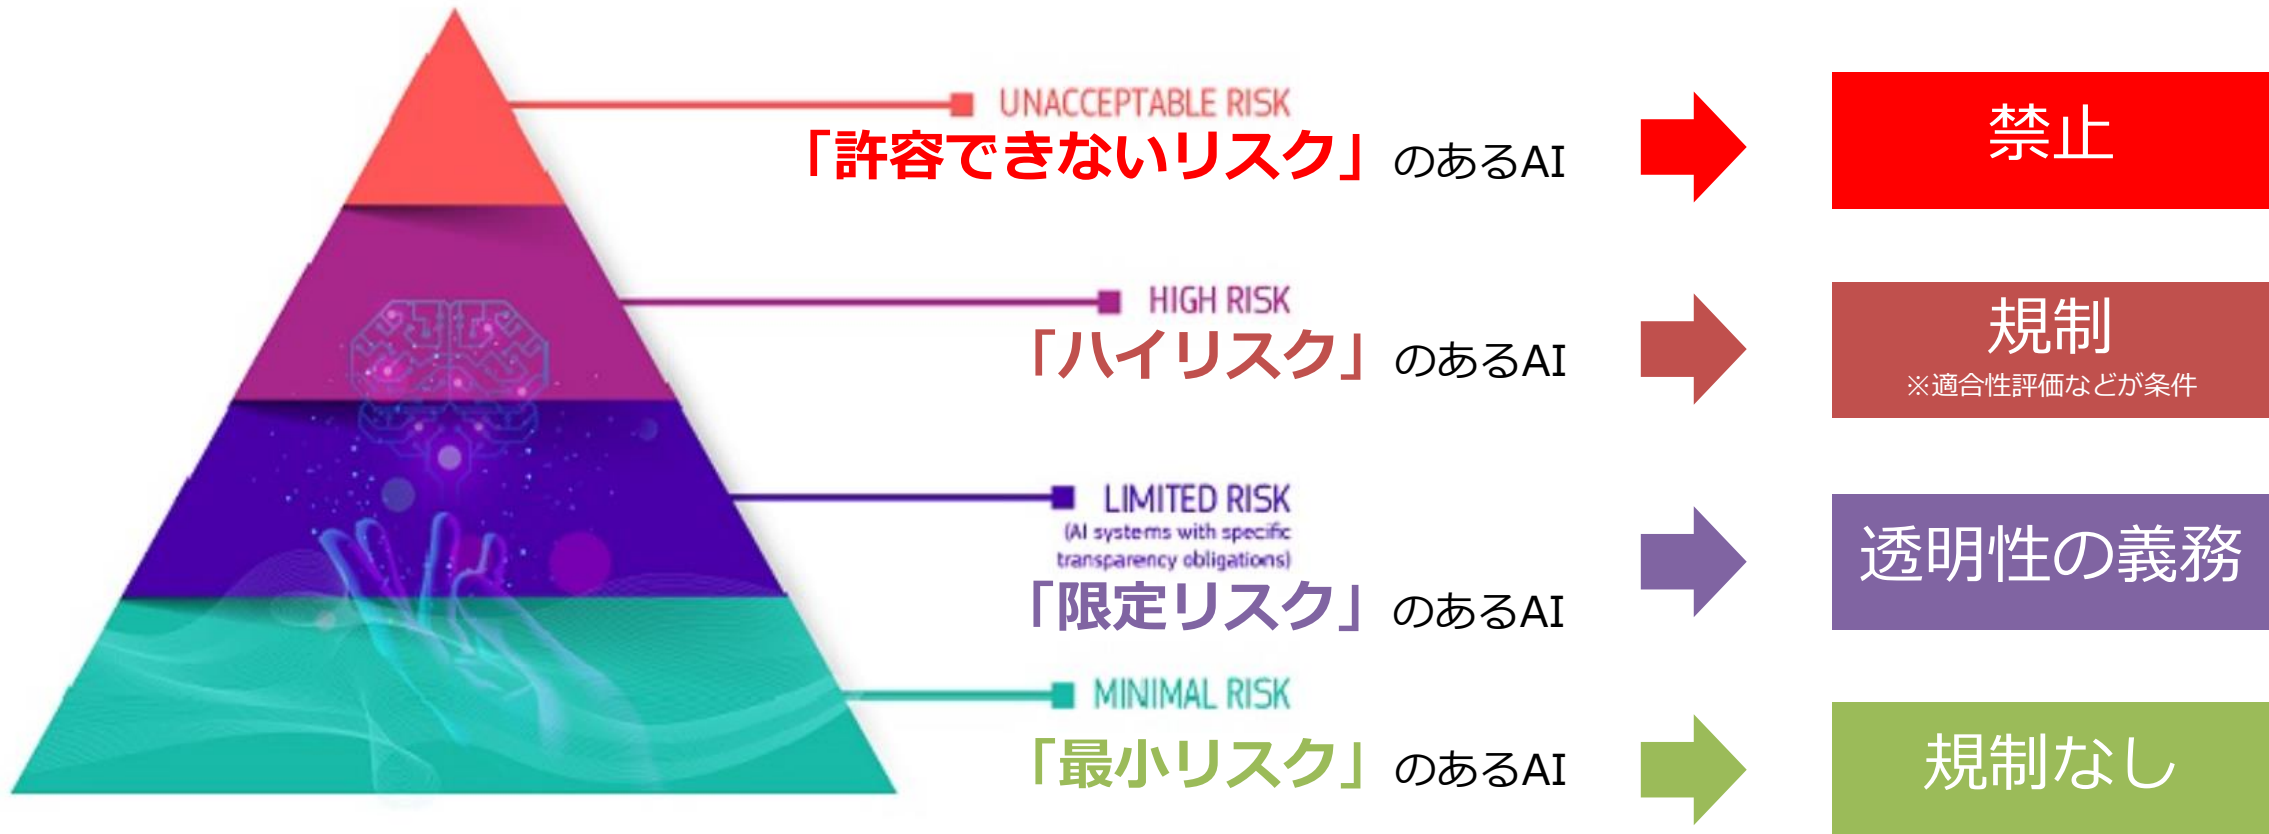 UNACCEPTABLE RISK
「許容できないリスク」のあるAI
禁止
HIGH RISK
「ハイリスク」のあるAI
規制
※適合性評価などが条件
LIMITED RISK
(AI systems with specific
transparency obligations)
「限定リスク」のあるAI
透明性の義務
MINIMAL RISK
「最小リスク」のあるAI
規制なし